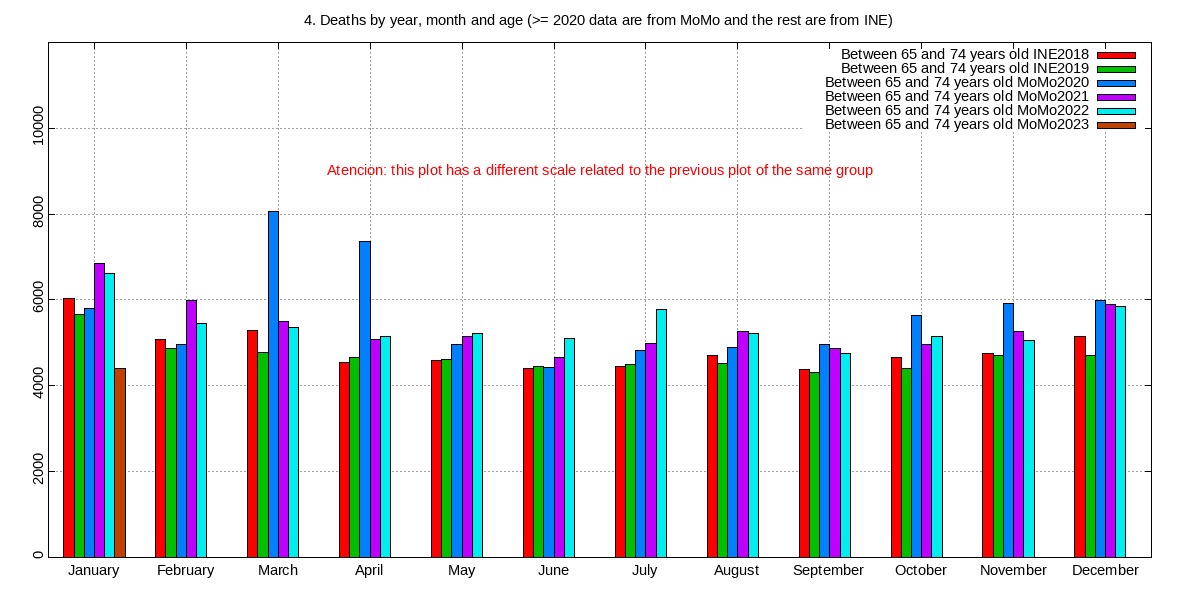 4. Deaths by year, month and age (>= 2020 data are from MoMo and the rest are from INE)
Between 65 and 74 years old INE2018
Between 65 and 74 years old INE2019
Between 65 and 74 years old MoMo2020
Between 65 and 74 years old MoMo2021
Between 65 and 74 years old MoMo2022
Between 65 and 74 years old MoMo2023
Atencion: this plot has a different scale related to the previous plot of the same group
10000
8000
6000
4000
2000
0
January February March April May June July August September October November December